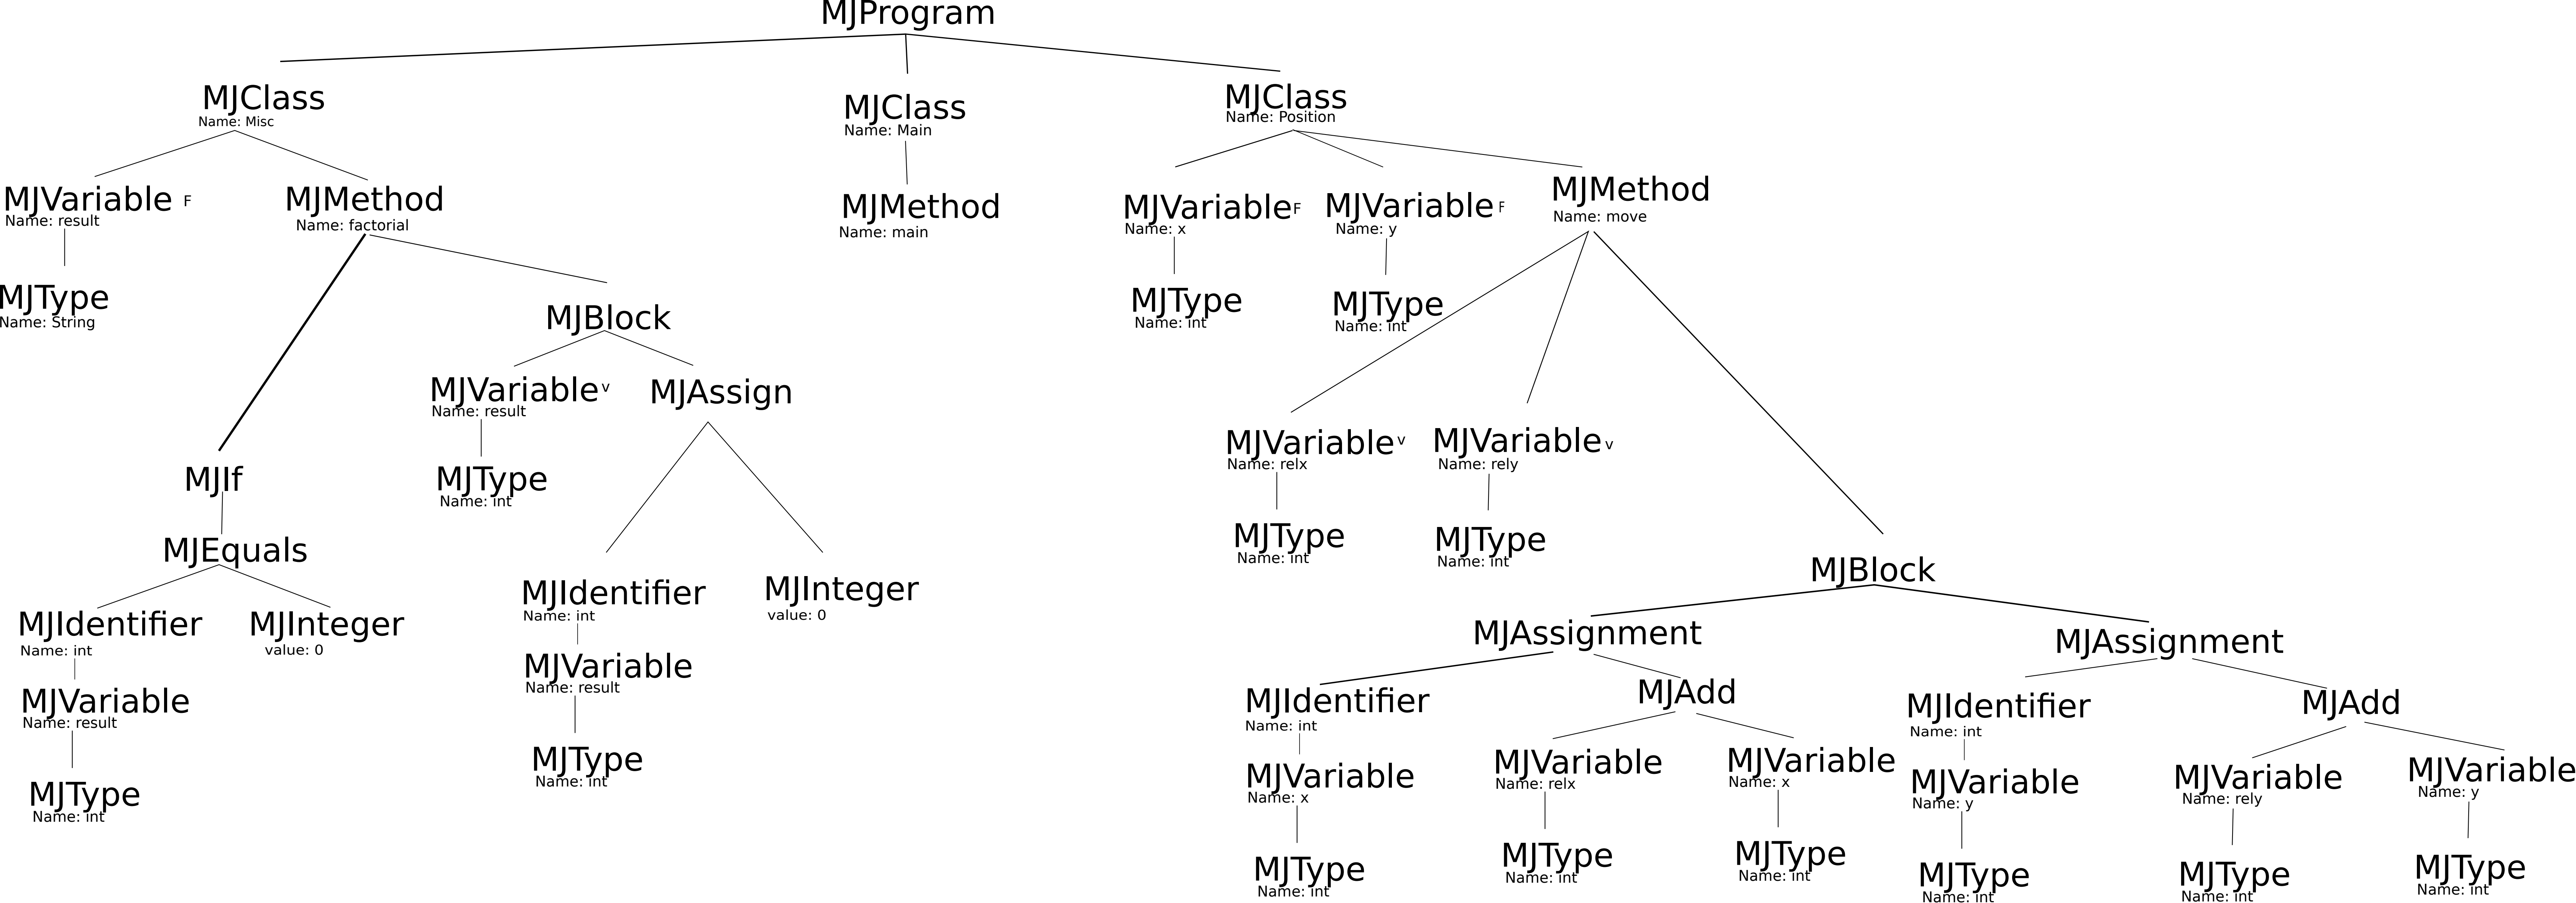 MJProgram
MJClass
Name: Misc
MJClass
Name: Main
MJClass
Name: Position
MJVariable F
Name: result
MJMethod
Name: factorial
MJMethod
Name: main
MJVariable F
Name: x
MJVariable F
Name: y
MJMethod
Name: move
MJType
Name: String
MJBlock
MJType
Name: int
MJType
Name: int
MJVariable v
Name: result
MJAssign
MJIf
MJType
Name: int
MJVariable v
Name: relx
MJVariable v
Name: rely
MJEquals
MJType
Name: int
MJType
Name: int
MJIdentifier
Name: int
MJInteger
value: 0
MJIdentifier
Name: int
MJInteger
value: 0
MJBlock
MJAssignment
MJAssignment
MJVariable
Name: result
MJVariable
Name: result
MJIdentifier
Name: int
MJAdd
MJIdentifier
Name: int
MJAdd
MJType
Name: int
MJType
Name: int
MJVariable
Name: x
MJVariable
Name: relx
MJVariable
Name: x
MJVariable
Name: y
MJVariable
Name: rely
MJVariable
Name: y
MJType
Name: int
MJType
Name: int
MJType
Name: int
MJType
Name: int
MJType
Name: int
MJType
Name: int